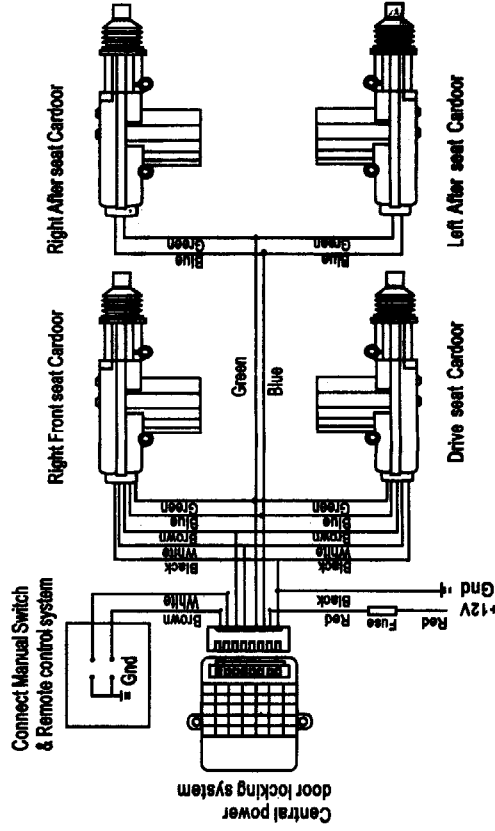 Right After seat Cardoor
Left After seat Cardoor
Green
Blue
Green
Blue
Right Front seat Cardoor
Drive seat Cardoor
Green
Blue
Green
Blue
Brown
White
Black
Green
Blue
Brown
White
Black
Connect Manual Switch
& Remote control system
Gnd
White
Brown
Black
Gnd
Red
Fuse
Red
+12V
Central power
door locking system